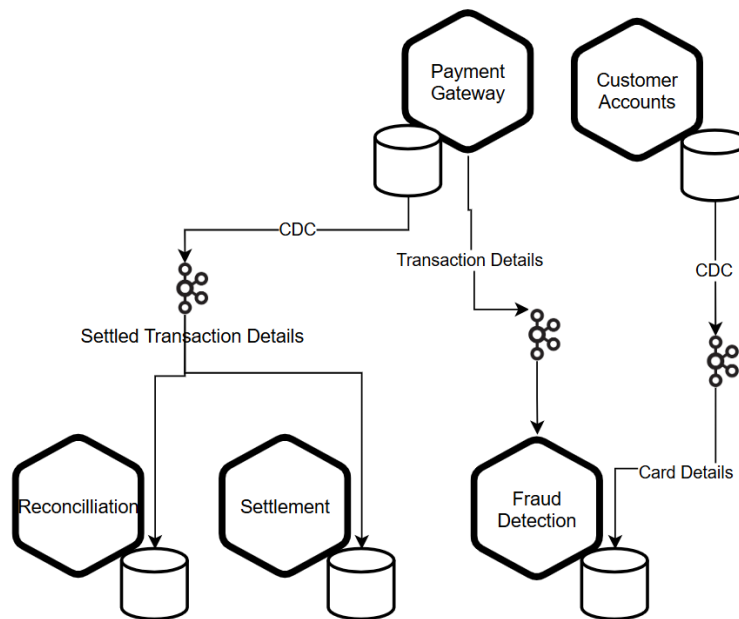 Payment
Gateway
Customer
Accounts
CDC
Transaction Details
CDC
Settled Transaction Details
Reconcilliation
Settlement
Fraud
Detection
Card Details